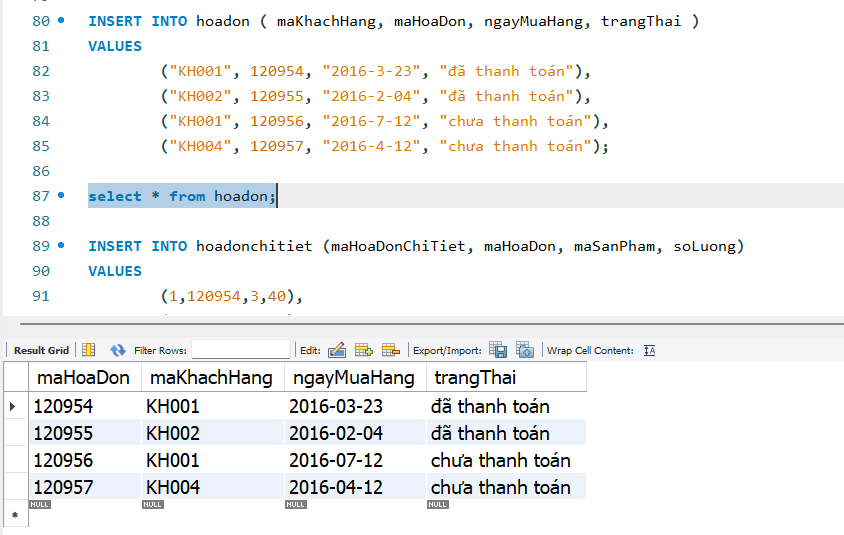 80 INSERT INTO hoadon ( maKhachHang, maHoaDon, ngayMuaHang, trangThai )
81 VALUES
82 ("KH001", 120954, "2016-3-23", "đã thanh toán"),
83 ("KH002", 120955, "2016-2-04", "đã thanh toán"),
84 ("KH001", 120956, "2016-7-12", "chưa thanh toán"),
85 ("KH004", 120957, "2016-4-12", "chưa thanh toán");
86
87 select * from hoadon;
88
89 INSERT INTO hoadonchitiet (maHoaDonChiTiet, maHoaDon, maSanPham, soLuong)
90 VALUES
91 (1,120954,3,40),
Result Grid Filter Rows: Edit: Export/Import: Wrap Cell Content:
maHoaDon maKhachHang ngayMuaHang trangThai
120954 KH001 2016-03-23 đã thanh toán
120955 KH002 2016-02-04 đã thanh toán
120956 KH001 2016-07-12 chưa thanh toán
120957 KH004 2016-04-12 chưa thanh toán
NULL NULL NULL NULL